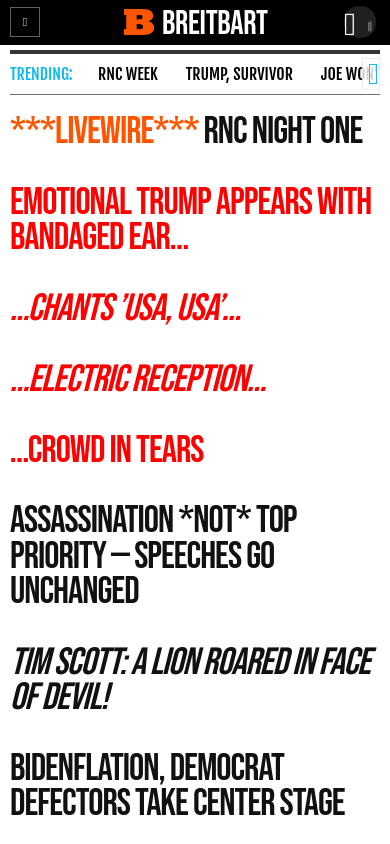 B BREITBART
TRENDING: RNC WEEK TRUMP, SURVIVOR JOE WON'T
***LIVEWIRE*** RNC NIGHT ONE
EMOTIONAL TRUMP APPEARS WITH
BANDAGED EAR...
...CHANTS 'USA, USA'...
...ELECTRIC RECEPTION...
...CROWD IN TEARS
ASSASSINATION *NOT* TOP
PRIORITY — SPEECHES GO
UNCHANGED
TIM SCOTT: A LION ROARED IN FACE
OF DEVIL!
BIDENFLATION, DEMOCRAT
DEFECTORS TAKE CENTER STAGE